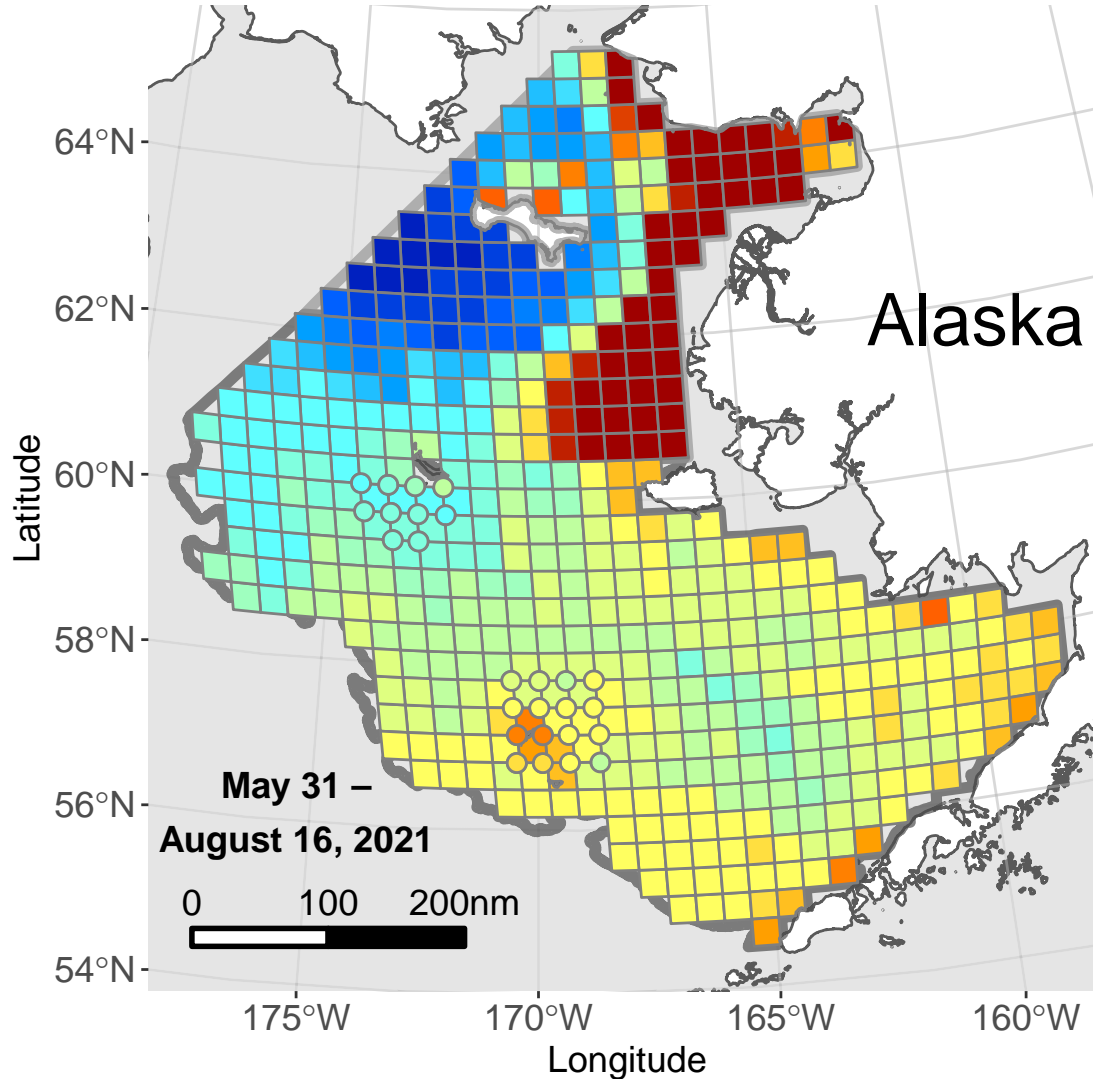 64°N
62°N
60°N
58°N
56°N
54°N
Latitude
Alaska
May 31 –
August 16, 2021
0 100 200nm
175°W 170°W 165°W 160°W
Longitude